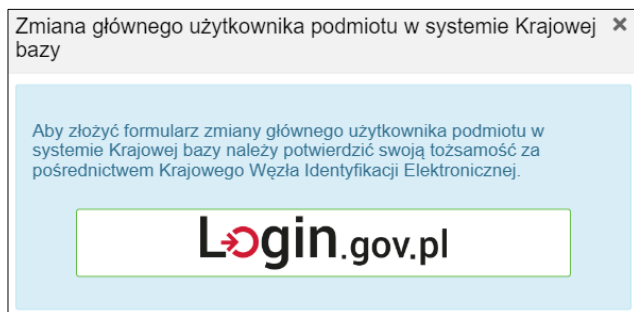 Zmiana głównego użytkownika podmiotu w systemie Krajowej
bazy
Aby złożyć formularz zmiany głównego użytkownika podmiotu w
systemie Krajowej bazy należy potwierdzić swoją tożsamość za
pośrednictwem Krajowego Węzła Identyfikacji Elektronicznej.
Login.gov.pl